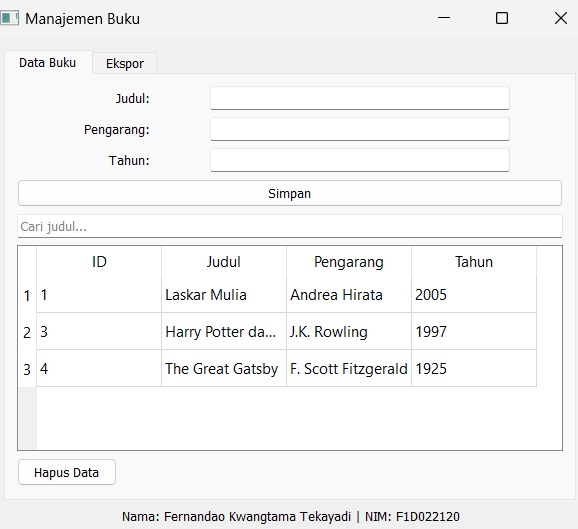 Manajemen Buku
Data Buku Ekspor
Judul:
Pengarang:
Tahun:
Simpan
Cari judul...
ID Judul Pengarang Tahun
1 1 Laskar Mulia Andrea Hirata 2005
2 3 Harry Potter da... J.K. Rowling 1997
3 4 The Great Gatsby F. Scott Fitzgerald 1925
Hapus Data
Nama: Fernandao Kwangtama Tekayadi | NIM: F1D022120